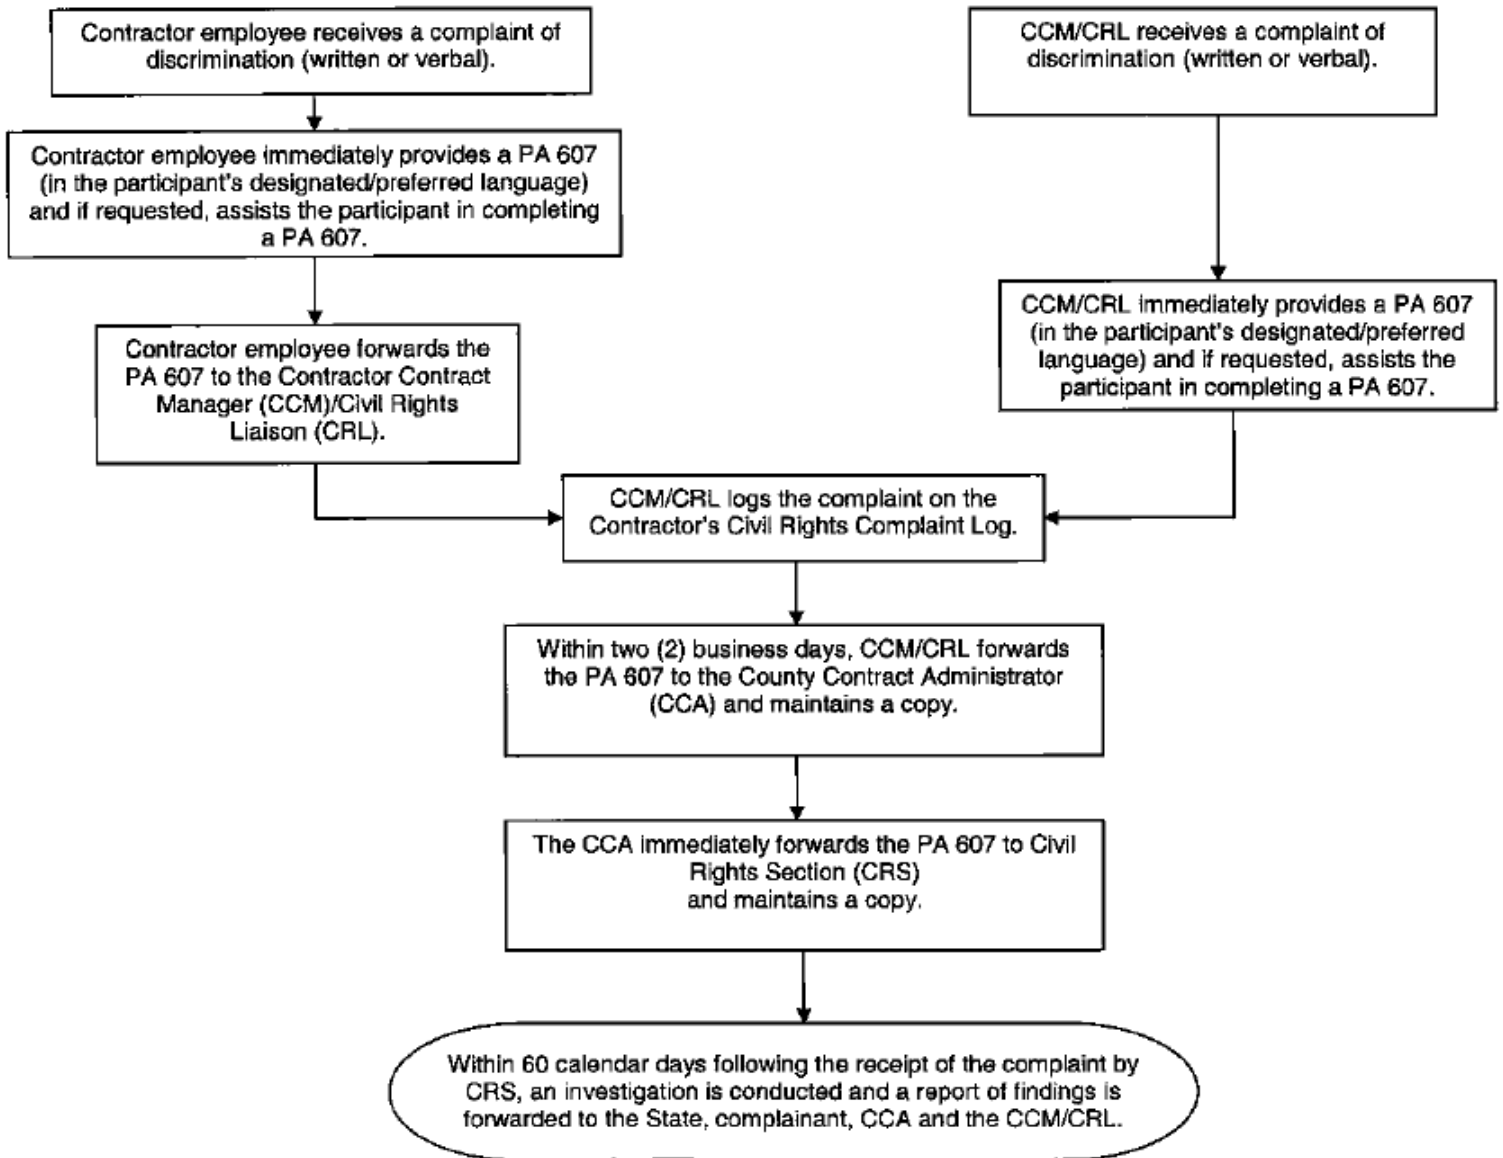 Contractor employee receives a complaint of
discrimination (written or verbal).
CCM/CRL receives a complaint of
discrimination (written or verbal).
Contractor employee immediately provides a PA 607
(in the participant's designated/preferred language)
and if requested, assists the participant in completing
a PA 607.
CCM/CRL immediately provides a PA 607
(in the participant's designated/preferred
language) and if requested, assists the
participant in completing a PA 607.
Contractor employee forwards the
PA 607 to the Contractor Contract
Manager (CCM)/Civil Rights
Liaison (CRL).
CCM/CRL logs the complaint on the
Contractor's Civil Rights Complaint Log.
Within two (2) business days, CCM/CRL forwards
the PA 607 to the County Contract Administrator
(CCA) and maintains a copy.
The CCA immediately forwards the PA 607 to Civil
Rights Section (CRS)
and maintains a copy.
Within 60 calendar days following the receipt of the complaint by
CRS, an investigation is conducted and a report of findings is
forwarded to the State, complainant, CCA and the CCM/CRL.